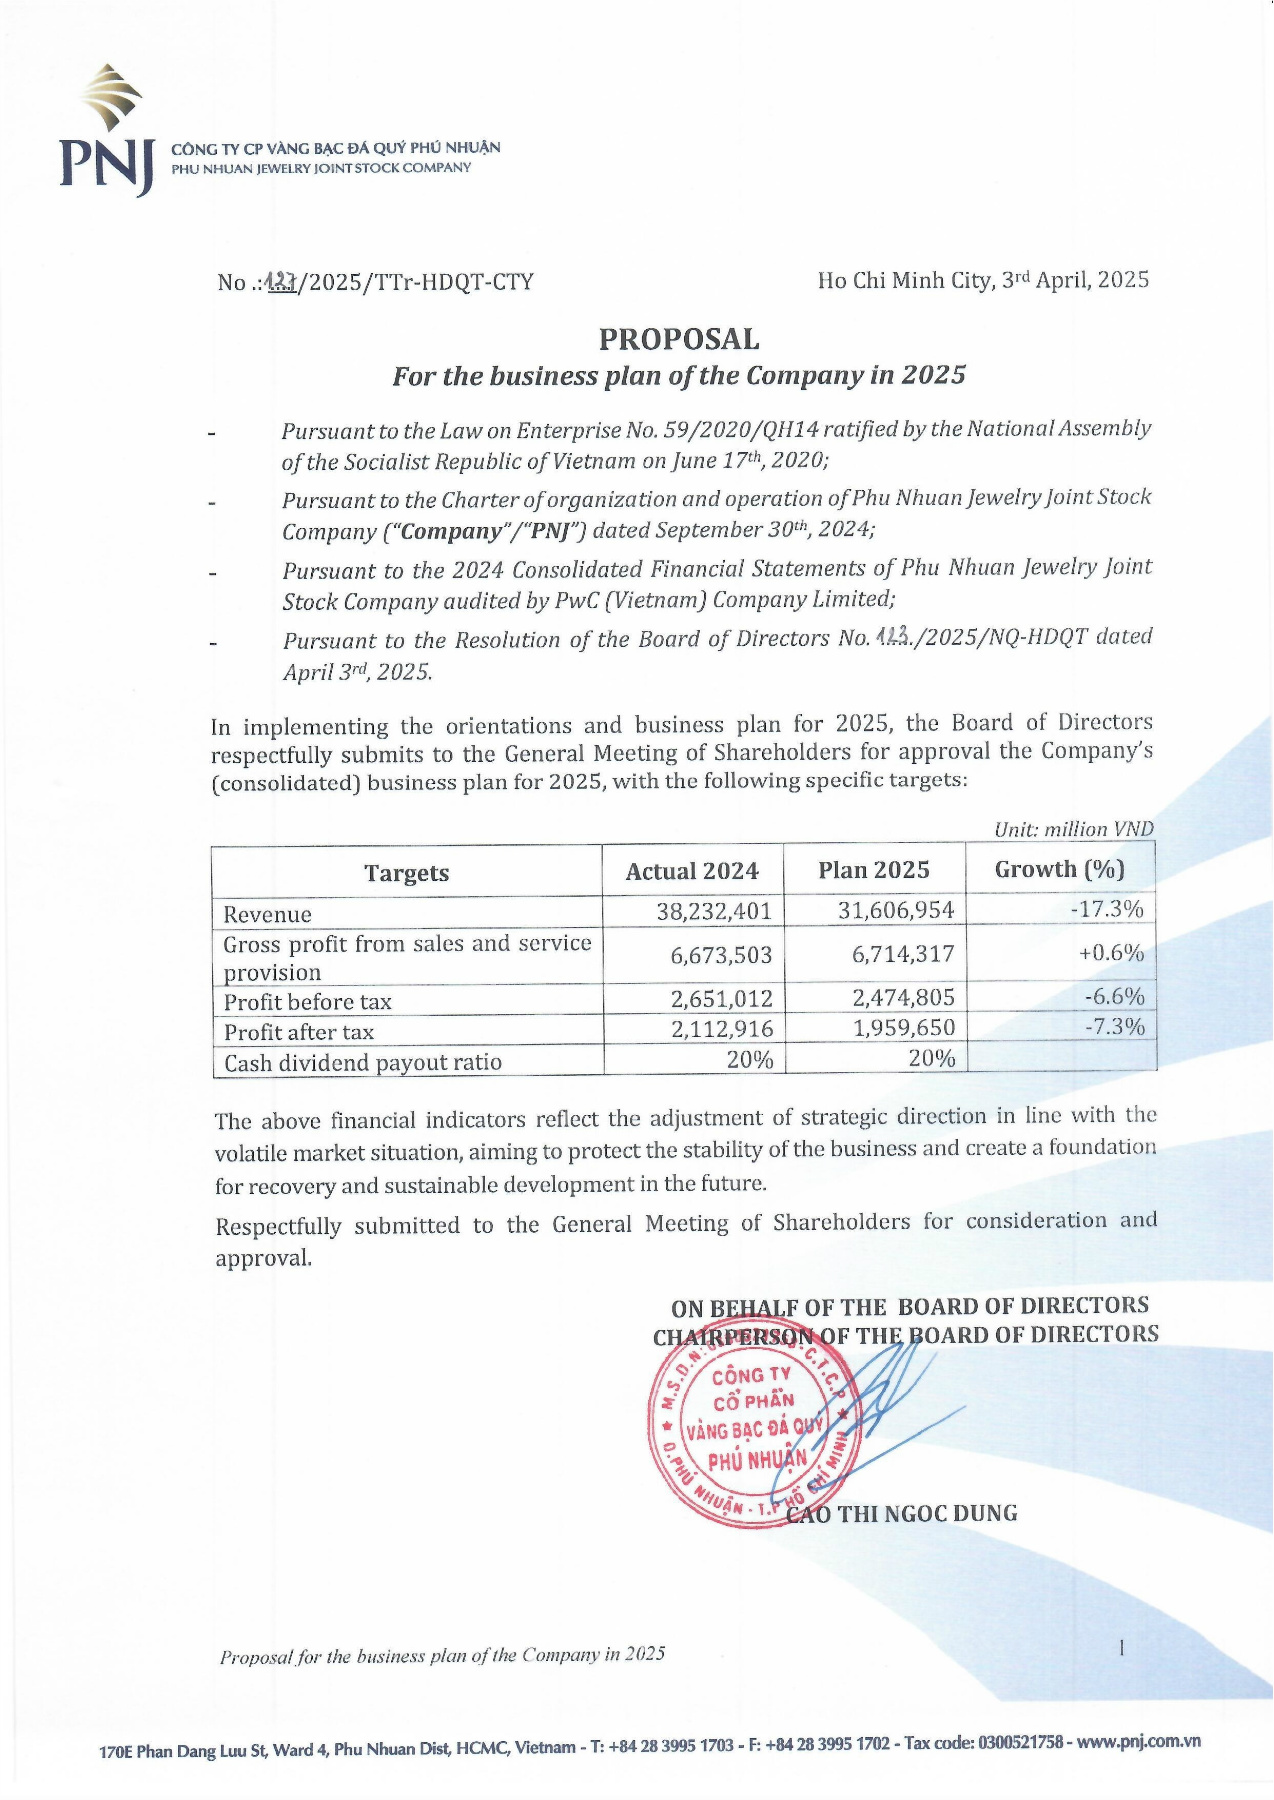 PNJ
CÔNG TY CP VÀNG BẠC ĐÁ QUÝ PHÚ NHUẬN
PHU NHUAN JEWELRY JOINT STOCK COMPANY
No .:127/2025/TTr-HDQT-CTY Ho Chi Minh City, 3rd April, 2025
PROPOSAL
For the business plan of the Company in 2025
- Pursuant to the Law on Enterprise No. 59/2020/QH14 ratified by the National Assembly
of the Socialist Republic of Vietnam on June 17th, 2020;
- Pursuant to the Charter of organization and operation of Phu Nhuan Jewelry Joint Stock
Company (“Company”/“PNJ”) dated September 30th, 2024;
- Pursuant to the 2024 Consolidated Financial Statements of Phu Nhuan Jewelry Joint
Stock Company audited by PwC (Vietnam) Company Limited;
- Pursuant to the Resolution of the Board of Directors No. 123./2025/NQ-HDQT dated
April 3rd, 2025.
In implementing the orientations and business plan for 2025, the Board of Directors
respectfully submits to the General Meeting of Shareholders for approval the Company's
(consolidated) business plan for 2025, with the following specific targets:
Unit: million VND
Targets Actual 2024 Plan 2025 Growth (%)
Revenue 38,232,401 31,606,954 -17.3%
Gross profit from sales and service
provision 6,673,503 6,714,317 +0.6%
Profit before tax 2,651,012 2,474,805 -6.6%
Profit after tax 2,112,916 1,959,650 -7.3%
Cash dividend payout ratio 20% 20%
The above financial indicators reflect the adjustment of strategic direction in line with the
volatile market situation, aiming to protect the stability of the business and create a foundation
for recovery and sustainable development in the future.
Respectfully submitted to the General Meeting of Shareholders for consideration and
approval.
ON BEHALF OF THE BOARD OF DIRECTORS
CHAIRPERSON OF THE BOARD OF DIRECTORS
CÔNG TY
CỔ PHẦN
VÀNG BẠC ĐÁ QUÝ
PHÚ NHUẬN
Q.PHÚ NHUẬN - T.P HỒ CHÍ MINH
CAO THI NGOC DUNG
Proposal for the business plan of the Company in 2025 1
170E Phan Dang Luu St, Ward 4, Phu Nhuan Dist, HCMC, Vietnam - T: +84 28 3995 1703 - F: +84 28 3995 1702 - Tax code: 0300521758 - www.pnj.com.vn